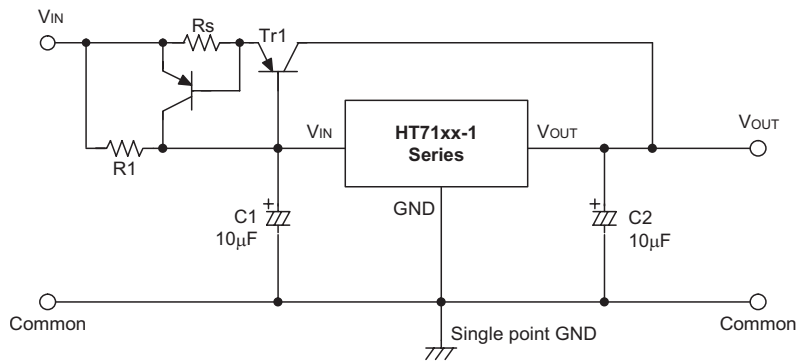 VIN
Rs
Tr1
R1
VIN
HT71xx-1
Series
VOUT
VOUT
GND
C1
10μF
C2
10μF
Common
Single point GND
Common